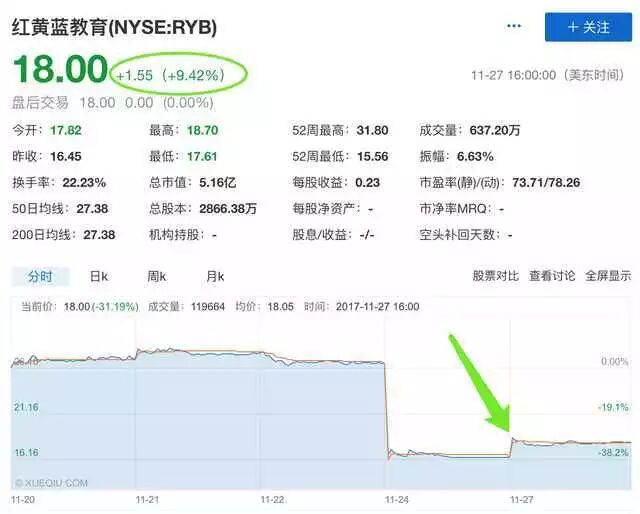 红黄蓝教育(NYSE:RYB) ··· +关注
18.00 +1.55 (+9.42%) 11-27 16:00:00 (美东时间)
盘后交易 18.00 0.00 (0.00%)
今开：17.82 最高：18.70 52周最高：31.80 成交量：637.20万
昨收：16.45 最低：17.61 52周最低：15.56 振幅：6.63%
换手率：22.23% 总市值：5.16亿 每股收益：0.23 市盈率(静)/(动)：73.71/78.26
50日均线：27.38 总股本：2866.38万 每股净资产：- 市净率MRQ：-
200日均线：27.38 机构持股：- 股息/收益：-/- 空头补回天数：-
分时 日k 周k 月k 股票对比 查看讨论 全屏显示
当前价：18.00(-31.19%) 成交量：119664 均价：18.05 时间：2017-11-27 16:00
0.00%
21.16 -19.1%
16.16 -38.2%
© XUEQIU.COM
11-20 11-21 11-22 11-24 11-27